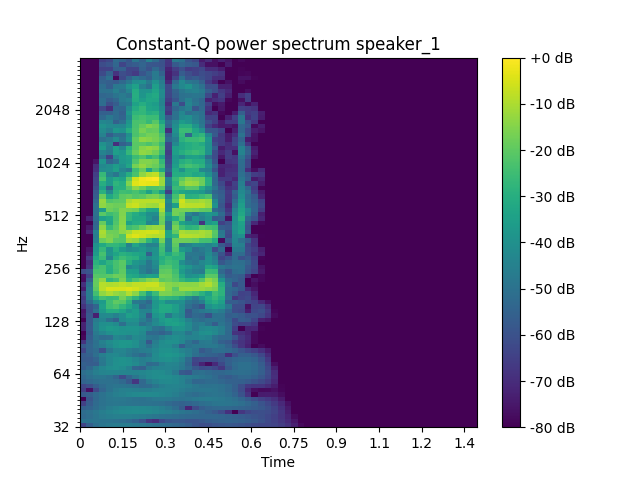 Constant-Q power spectrum speaker_1
Hz
2048
1024
512
256
128
64
32
0 0.15 0.3 0.45 0.6 0.75 0.9 1.1 1.2 1.4
Time
+0 dB
-10 dB
-20 dB
-30 dB
-40 dB
-50 dB
-60 dB
-70 dB
-80 dB